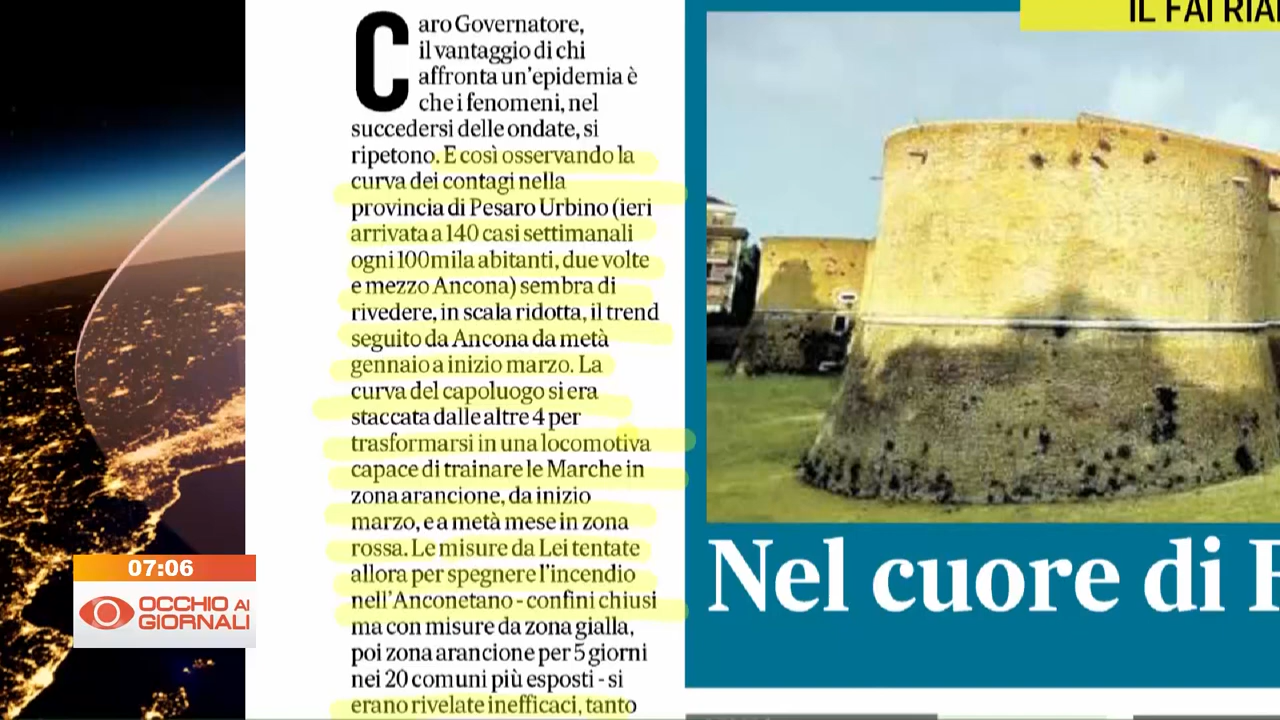 Caro Governatore,
il vantaggio di chi
affronta un'epidemia è
che i fenomeni, nel
succedersi delle ondate, si
ripetono. E così osservando la
curva dei contagi nella
provincia di Pesaro Urbino (ieri
arrivata a 140 casi settimanali
ogni 100mila abitanti, due volte
e mezzo Ancona) sembra di
rivedere, in scala ridotta, il trend
seguito da Ancona da metà
gennaio a inizio marzo. La
curva del capoluogo si era
staccata dalle altre 4 per
trasformarsi in una locomotiva
capace di trainare le Marche in
zona arancione, da inizio
marzo, e a metà mese in zona
rossa. Le misure da Lei tentate
allora per spegnere l'incendio
nell'Anconetano - confini chiusi
ma con misure da zona gialla,
poi zona arancione per 5 giorni
nei 20 comuni più esposti - si
erano rivelate inefficaci, tanto
IL FAI
Nel cuore di
07:06
OCCHIO AI
GIORNALI